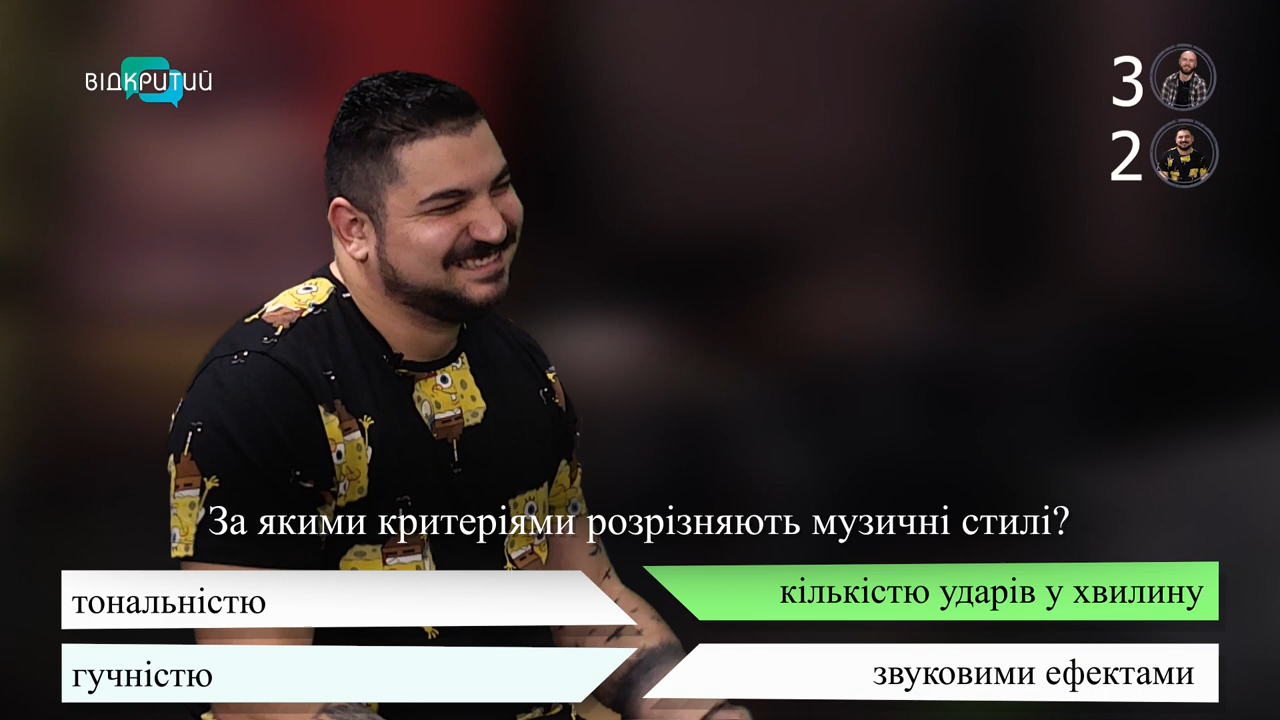 ВІДКРИТИЙ
3
2
За якими критеріями розрізняють музичні стилі?
тональністю
кількістю ударів у хвилину
гучністю
звуковими ефектами